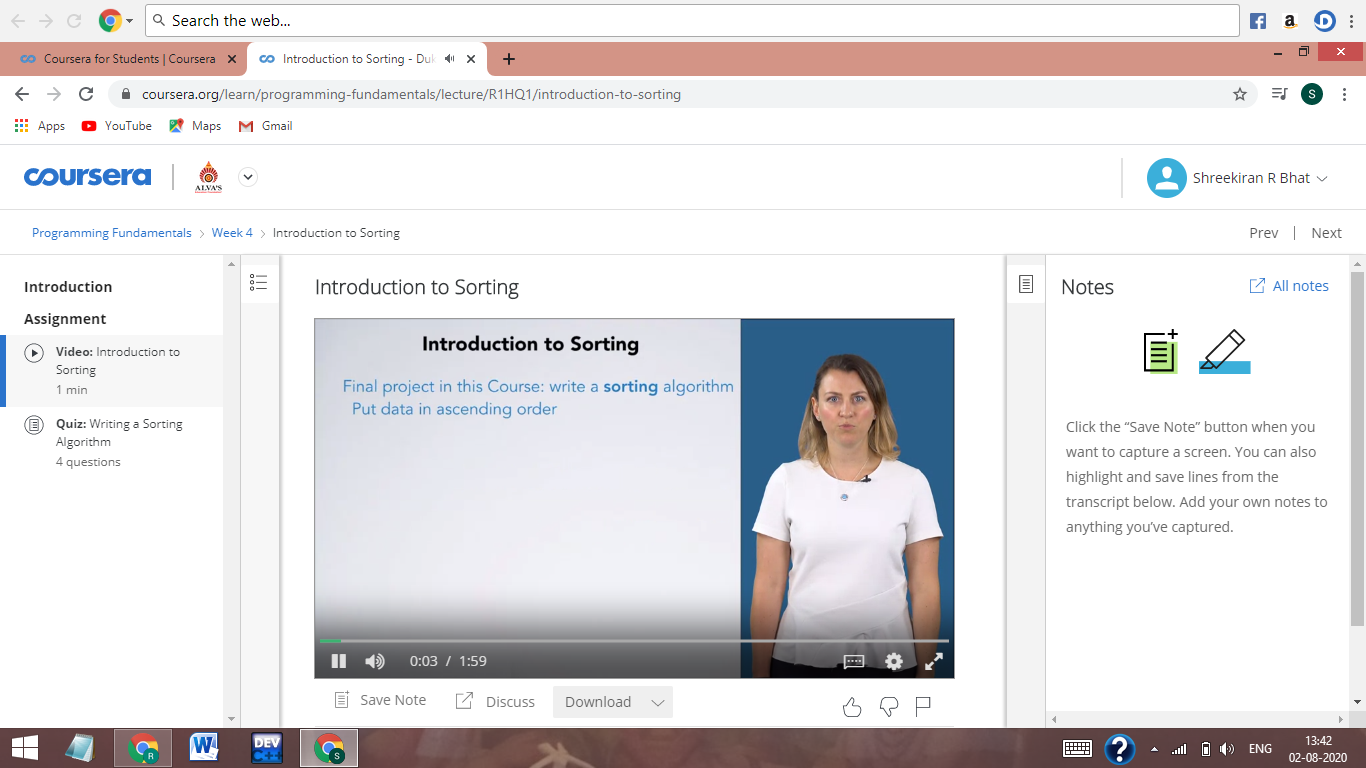 Search the web...
Coursera for Students | Coursera
Introduction to Sorting - Du
coursera.org/learn/programming-fundamentals/lecture/R1HQ1/introduction-to-sorting
S
Apps YouTube Maps Gmail
coursera
ALVA'S
Shreekiran R Bhat
Programming Fundamentals > Week 4 > Introduction to Sorting
Prev | Next
Introduction
Assignment
Video: Introduction to
Sorting
1 min
Quiz: Writing a Sorting
Algorithm
4 questions
Introduction to Sorting
Introduction to Sorting
Final project in this Course: write a sorting algorithm
Put data in ascending order
0:03 / 1:59
Save Note
Discuss
Download
Notes
All notes
Click the “Save Note” button when you
want to capture a screen. You can also
highlight and save lines from the
transcript below. Add your own notes to
anything you’ve captured.
R
W
DEV
C++
S
?
ENG
13:42
02-08-2020